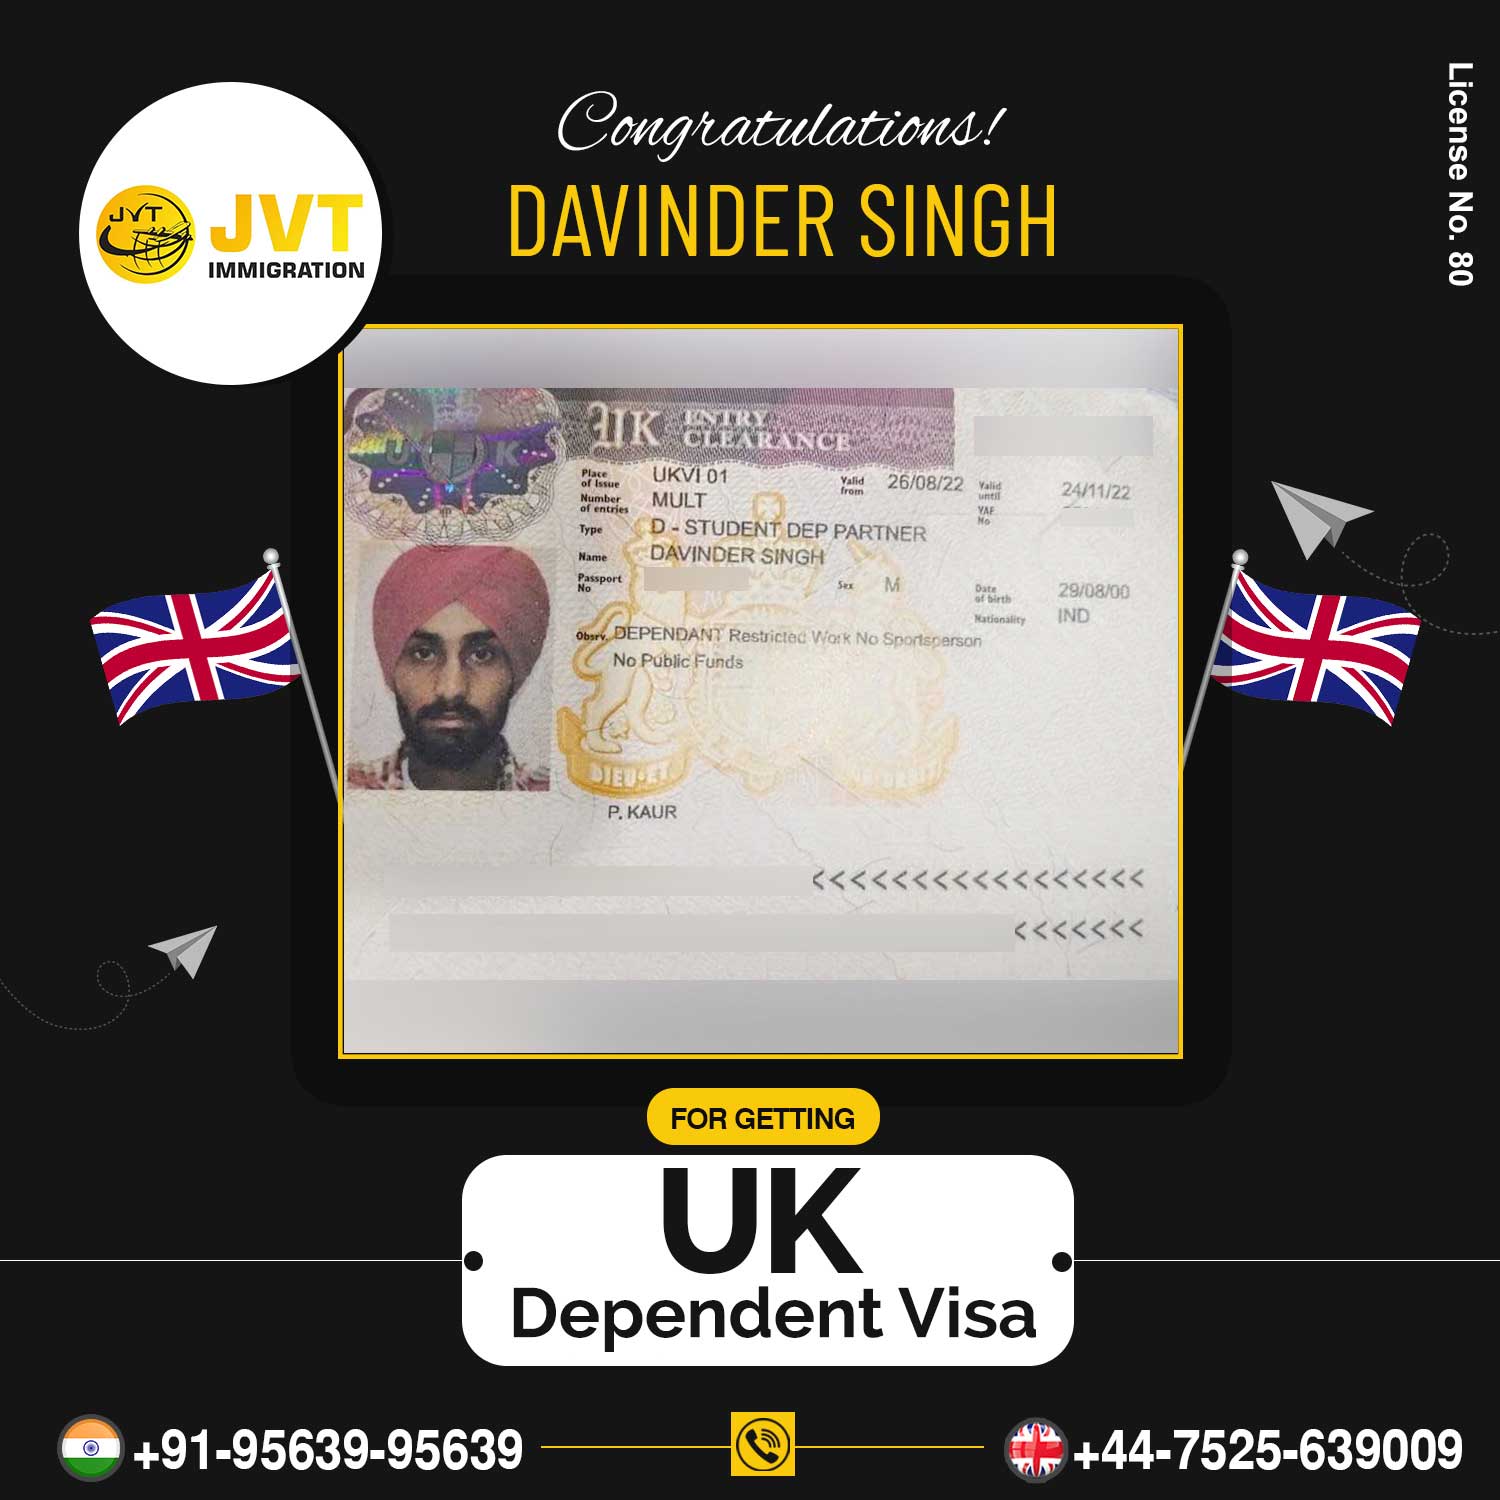 License No. 80
JVT
JVT
IMMIGRATION
Congratulations!
DAVINDER SINGH
U K
UK ENTRY
CLEARANCE
Place of Issue UKVI 01 Valid from 26/08/22 Valid until 24/11/22
Number of entries MULT YAF No
Type D - STUDENT DEP PARTNER
Name DAVINDER SINGH
Passport No Sex M Date of birth 29/08/00
Nationality IND
Obsrv. DEPENDANT Restricted Work No Sportsperson
No Public Funds
DIEU·ET
P. KAUR
<<<<<<<<<<<<<<<<<
<<<<<<<
FOR GETTING
UK
Dependent Visa
+91-95639-95639
+44-7525-639009